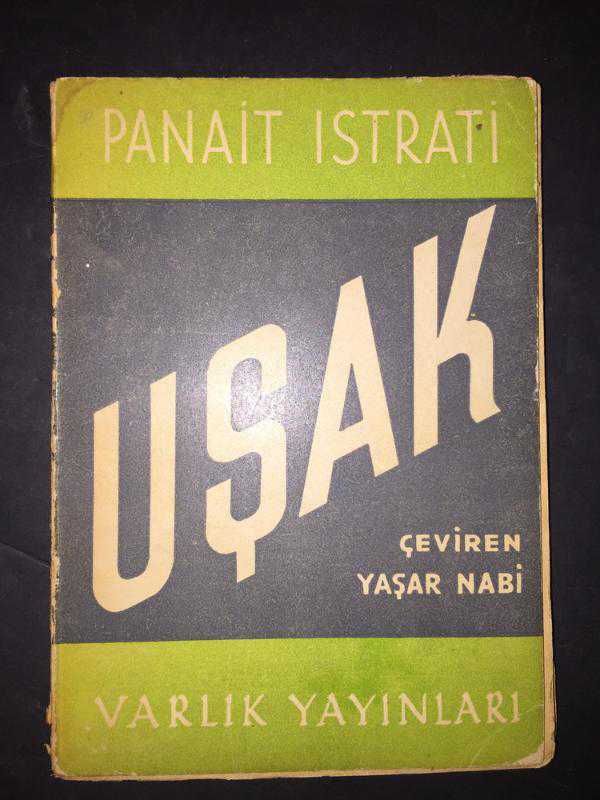 PANAİT ISTRATİ
UŞAK
ÇEVİREN
YAŞAR NABİ
VARLIK YAYINLARI